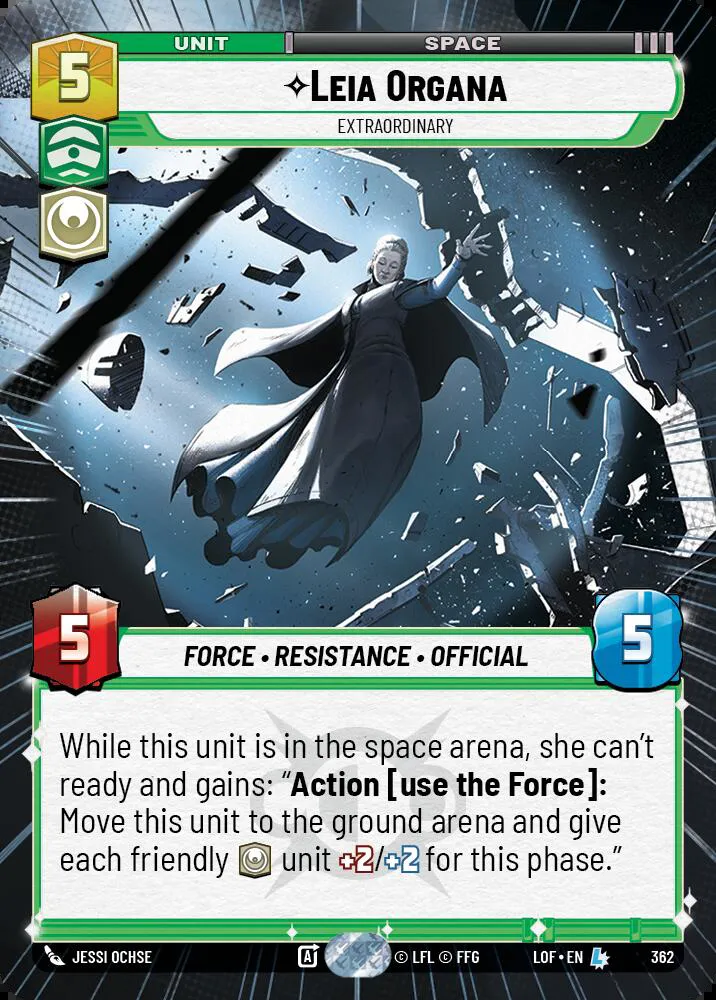 UNIT
SPACE
5
LEIA ORGANA
EXTRAORDINARY
5
FORCE • RESISTANCE • OFFICIAL
5
While this unit is in the space arena, she can’t
ready and gains: “Action [use the Force]:
Move this unit to the ground arena and give
each friendly unit +2/+2 for this phase.”
JESSI OCHSE
A
© LFL © FFG
LOF • EN
L
362